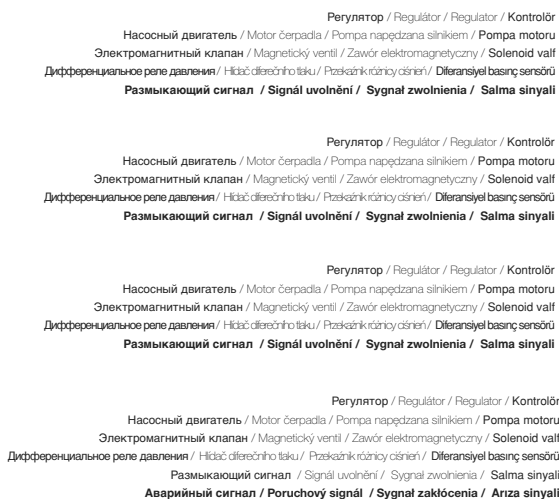 Регулятор / Regulátor / Regulator / Kontrolör
Насосный двигатель / Motor čerpadla / Pompa napędzana silnikiem / Pompa motoru
Электромагнитный клапан / Magnetický ventil / Zawór elektromagnetyczny / Solenoid valf
Дифференциальное реле давления / Hlídač diferečního tlaku / Przekaźnik różnicy ciśnień / Diferansiyel basınç sensörü
Размыкающий сигнал / Signál uvolnění / Sygnał zwolnienia / Salma sinyali
Регулятор / Regulátor / Regulator / Kontrolör
Насосный двигатель / Motor čerpadla / Pompa napędzana silnikiem / Pompa motoru
Электромагнитный клапан / Magnetický ventil / Zawór elektromagnetyczny / Solenoid valf
Дифференциальное реле давления / Hlídač diferečního tlaku / Przekaźnik różnicy ciśnień / Diferansiyel basınç sensörü
Размыкающий сигнал / Signál uvolnění / Sygnał zwolnienia / Salma sinyali
Регулятор / Regulátor / Regulator / Kontrolör
Насосный двигатель / Motor čerpadla / Pompa napędzana silnikiem / Pompa motoru
Электромагнитный клапан / Magnetický ventil / Zawór elektromagnetyczny / Solenoid valf
Дифференциальное реле давления / Hlídač diferečního tlaku / Przekaźnik różnicy ciśnień / Diferansiyel basınç sensörü
Размыкающий сигнал / Signál uvolnění / Sygnał zwolnienia / Salma sinyali
Регулятор / Regulátor / Regulator / Kontrolör
Насосный двигатель / Motor čerpadla / Pompa napędzana silnikiem / Pompa motoru
Электромагнитный клапан / Magnetický ventil / Zawór elektromagnetyczny / Solenoid valf
Дифференциальное реле давления / Hlídač diferečního tlaku / Przekaźnik różnicy ciśnień / Diferansiyel basınç sensörü
Размыкающий сигнал / Signál uvolnění / Sygnał zwolnienia / Salma sinyali
Аварийный сигнал / Poruchový signál / Sygnał zakłócenia / Arıza sinyali